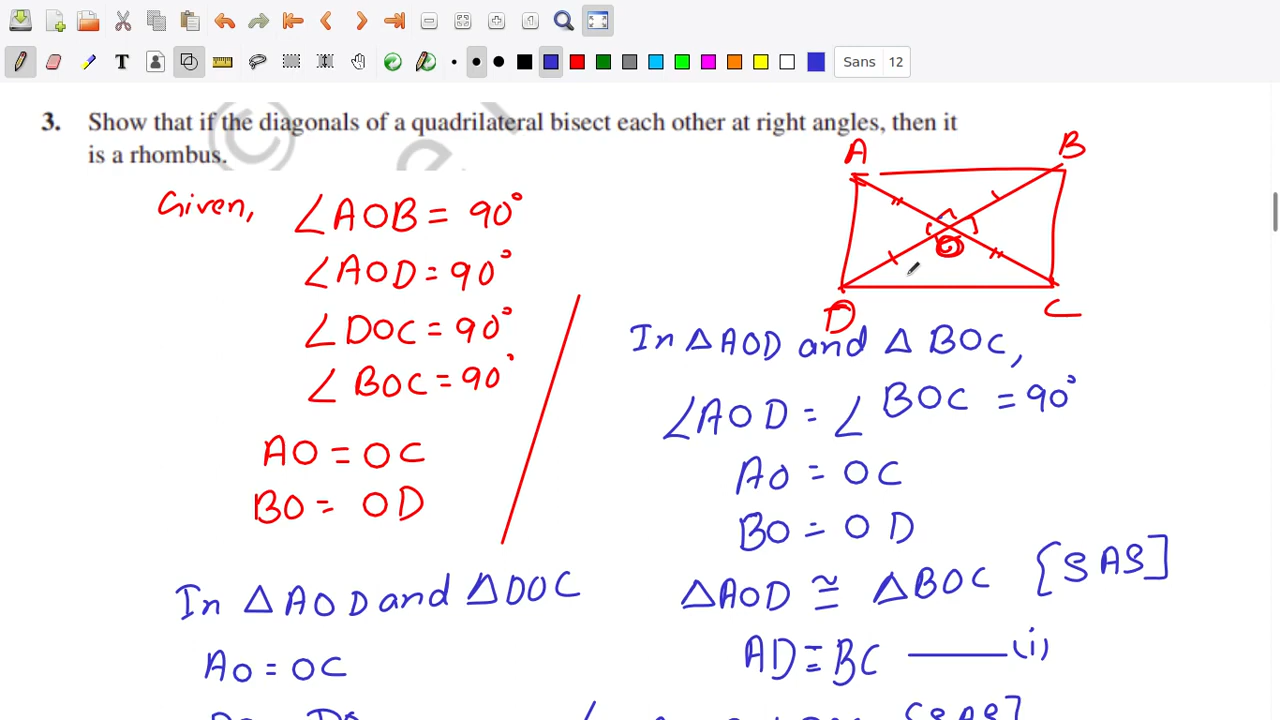 Sans 12
3. Show that if the diagonals of a quadrilateral bisect each other at right angles, then it
is a rhombus.
A
B
O
D
C
Given, ∠AOB = 90°
∠AOD = 90°
∠DOC = 90°
∠BOC = 90°
AO = OC
BO = OD
In △AOD and △BOC,
∠AOD = ∠BOC = 90°
AO = OC
BO = OD
△AOD ≅ △BOC [SAS]
AD = BC ——— (i)
In △AOD and △DOC
AO = OC